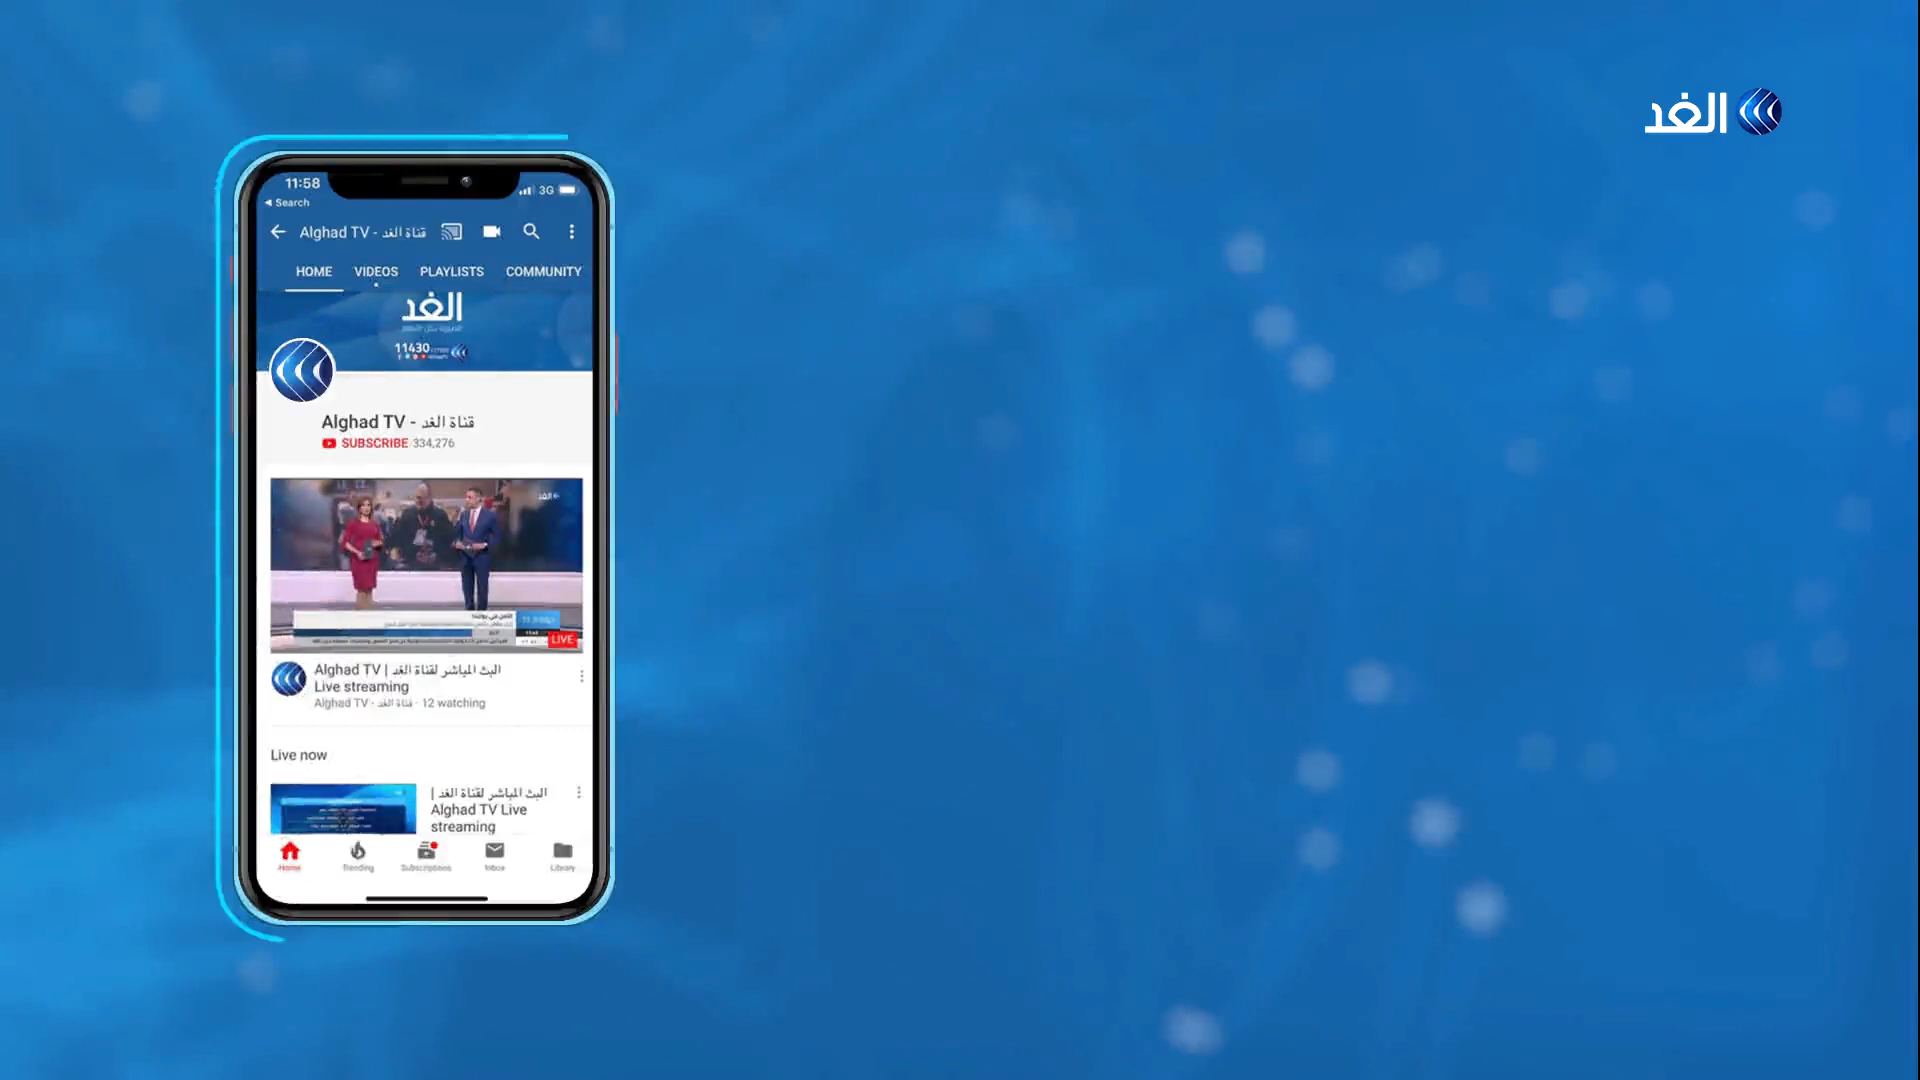 الغد
11:58
3G
Search
Alghad TV - قناة الغد
HOME VIDEOS PLAYLISTS COMMUNITY
الغد
11430
Alghad TV - قناة الغد
SUBSCRIBE 334,276
الغد
LIVE
Alghad TV | البث المباشر لقناة الغد
Live streaming
Alghad TV - قناة الغد · 12 watching
Live now
البث المباشر لقناة الغد |
Alghad TV Live
streaming
Home Trending Subscriptions Inbox Library